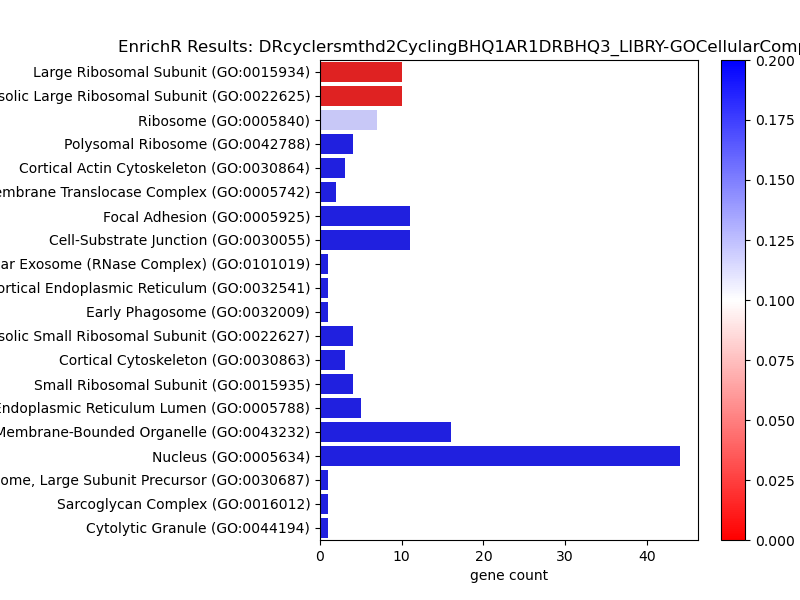 EnrichR Results: DRcyclersmthd2CyclingBHQ1AR1DRBHQ3_LIBRY-GOCellularComp
Large Ribosomal Subunit (GO:0015934)
solic Large Ribosomal Subunit (GO:0022625)
Ribosome (GO:0005840)
Polysomal Ribosome (GO:0042788)
Cortical Actin Cytoskeleton (GO:0030864)
embrane Translocase Complex (GO:0005742)
Focal Adhesion (GO:0005925)
Cell-Substrate Junction (GO:0030055)
ar Exosome (RNase Complex) (GO:0101019)
ortical Endoplasmic Reticulum (GO:0032541)
Early Phagosome (GO:0032009)
solic Small Ribosomal Subunit (GO:0022627)
Cortical Cytoskeleton (GO:0030863)
Small Ribosomal Subunit (GO:0015935)
Endoplasmic Reticulum Lumen (GO:0005788)
Membrane-Bounded Organelle (GO:0043232)
Nucleus (GO:0005634)
ome, Large Subunit Precursor (GO:0030687)
Sarcoglycan Complex (GO:0016012)
Cytolytic Granule (GO:0044194)
0 10 20 30 40
gene count
0.200
0.175
0.150
0.125
0.100
0.075
0.050
0.025
0.000